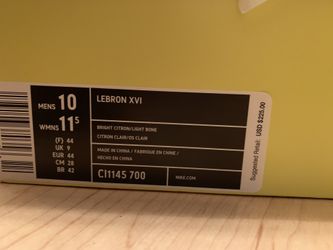 MENS 10
WMNS 11.5
(F) 44
UK 9
EUR 44
CM 28
BR 42
LEBRON XVI
BRIGHT CITRON/LIGHT BONE
CITRON CLAIR/OS CLAIR
MADE IN CHINA / FABRIQUE EN CHINE /
HECHO EN CHINA
CI1145 700
NIKE.COM
Suggested Retail: USD $225.00